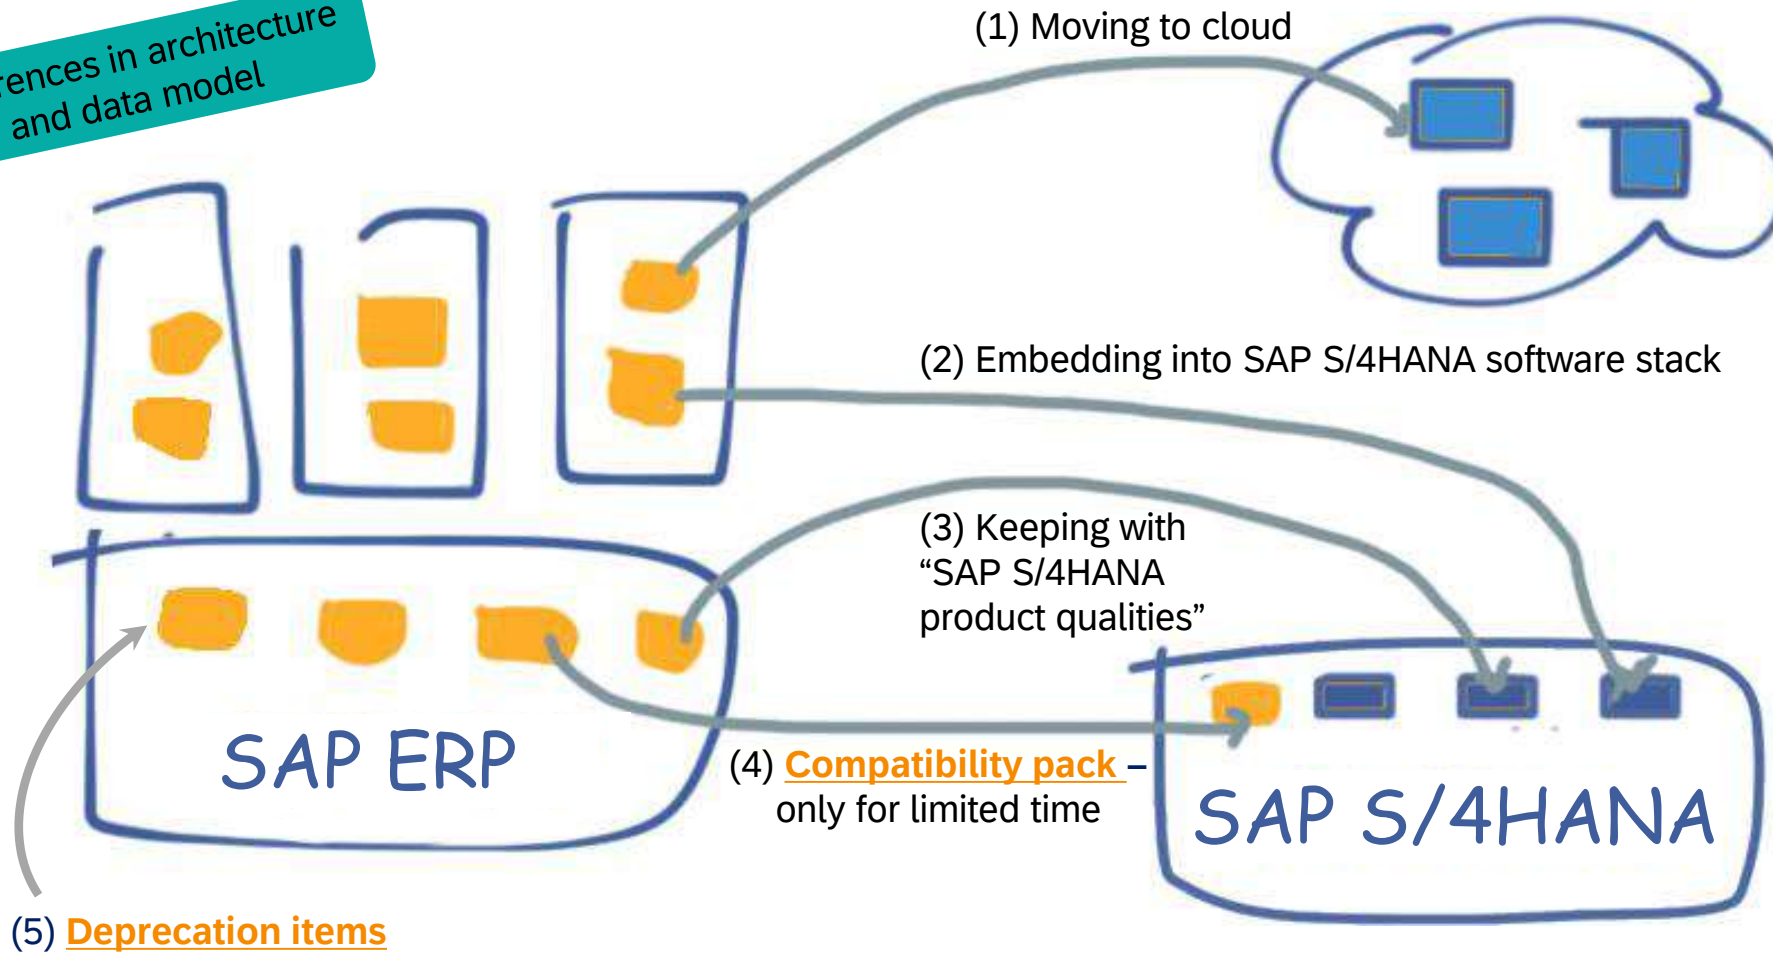 in architecture
and data model
(1) Moving to cloud
(2) Embedding into SAP S/4HANA software stack
(3) Keeping with
“SAP S/4HANA
product qualities”
SAP ERP
(4) Compatibility pack –
only for limited time
SAP S/4HANA
(5) Deprecation items